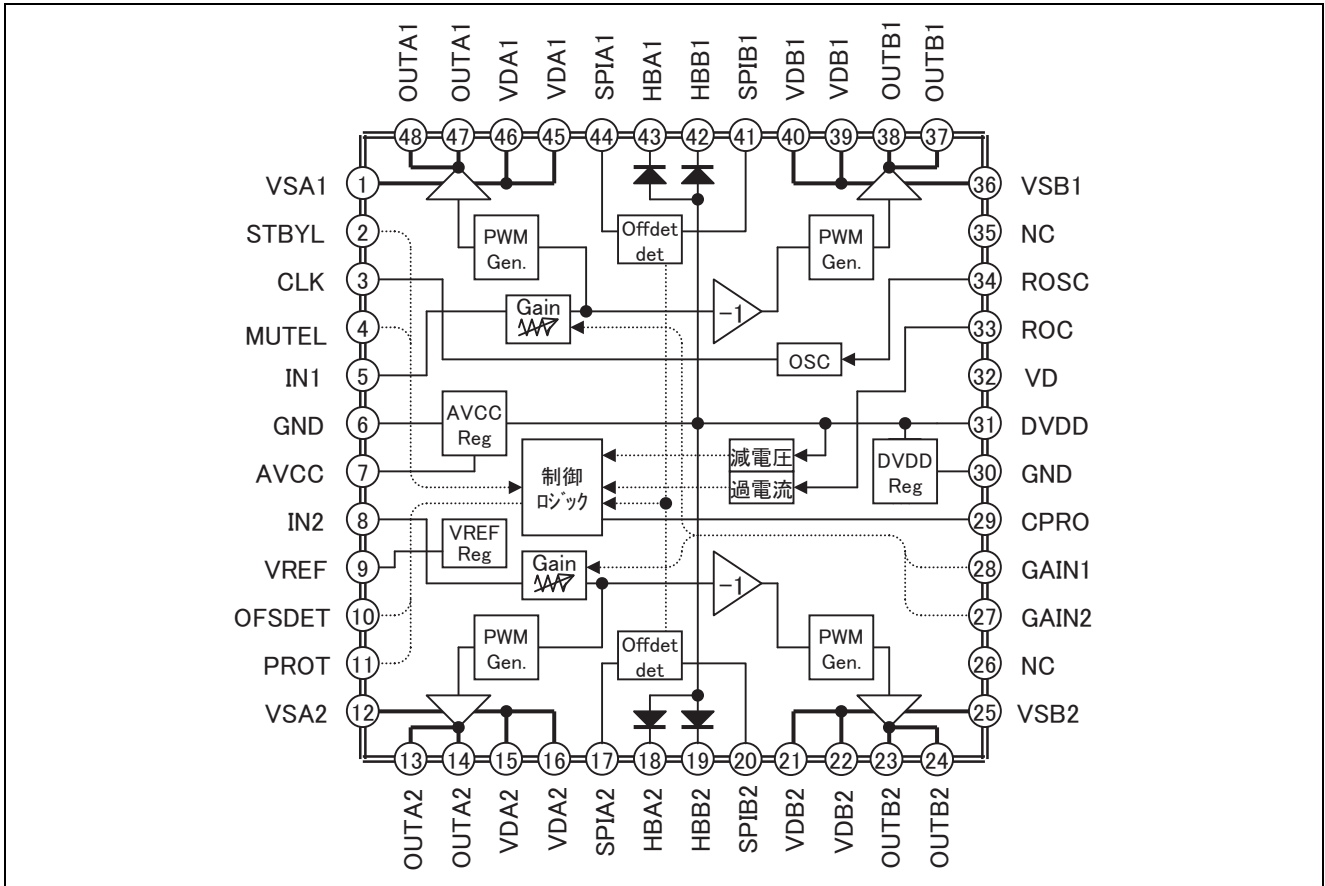 OUTA1
OUTA1
VDA1
VDA1
SPIA1
HBA1
HBB1
SPIB1
VDB1
VDB1
OUTB1
OUTB1
48
47
46
45
44
43
42
41
40
39
38
37
VSA1
1
36
VSB1
STBYL
2
PWM
Gen.
Offdet
det
PWM
Gen.
35
NC
CLK
3
34
ROSC
MUTEL
4
Gain
-1
33
ROC
IN1
5
OSC
32
VD
GND
6
AVCC
Reg
31
DVDD
AVCC
7
制御
ロジック
減電圧
過電流
DVDD
Reg
30
GND
IN2
8
VREF
Reg
29
CPRO
VREF
9
Gain
-1
28
GAIN1
OFSDET
10
27
GAIN2
PROT
11
PWM
Gen.
Offdet
det
PWM
Gen.
26
NC
VSA2
12
25
VSB2
13
14
15
16
17
18
19
20
21
22
23
24
OUTA2
OUTA2
VDA2
VDA2
SPIA2
HBA2
HBB2
SPIB2
VDB2
VDB2
OUTB2
OUTB2